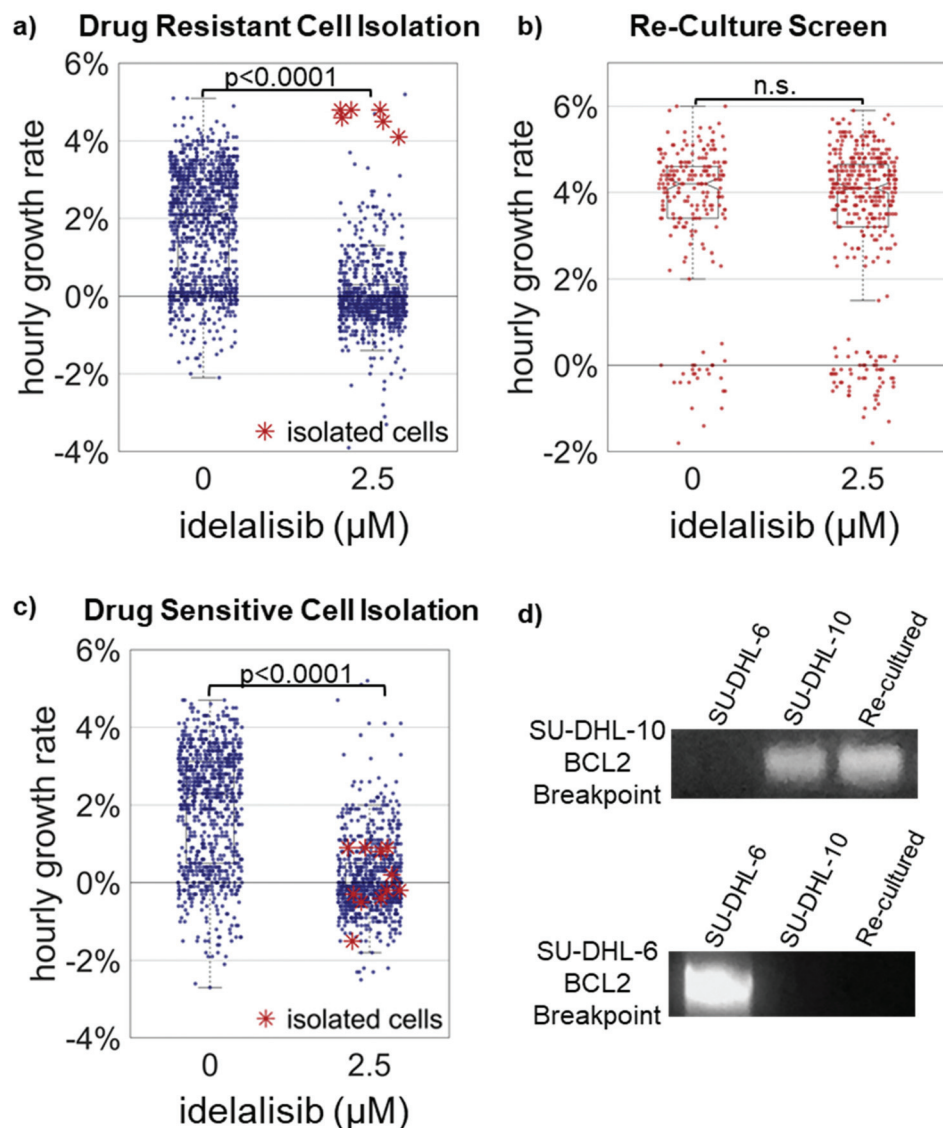 a) Drug Resistant Cell Isolation
6%
4%
2%
0%
-2%
-4%
hourly growth rate
p<0.0001
✳ isolated cells
0 2.5
idelalisib (µM)
b) Re-Culture Screen
6%
4%
2%
0%
-2%
hourly growth rate
n.s.
0 2.5
idelalisib (µM)
c) Drug Sensitive Cell Isolation
6%
4%
2%
0%
-2%
-4%
hourly growth rate
p<0.0001
✳ isolated cells
0 2.5
idelalisib (µM)
d)
SU-DHL-6
SU-DHL-10
Re-cultured
SU-DHL-10
BCL2
Breakpoint
SU-DHL-6
SU-DHL-10
Re-cultured
SU-DHL-6
BCL2
Breakpoint